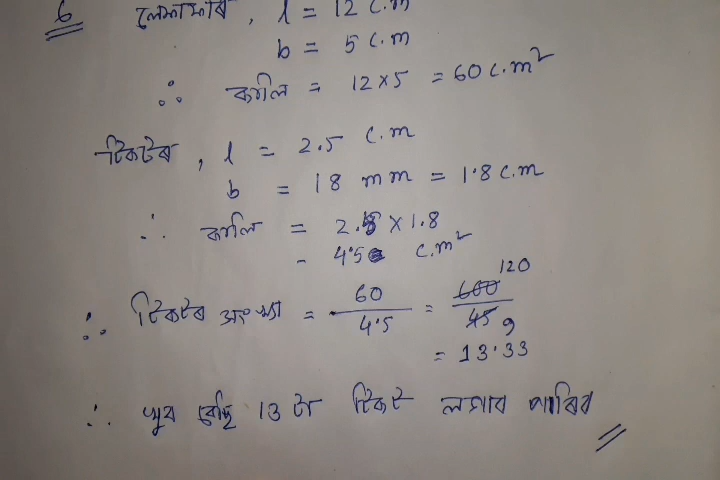 6 লেফাফাৰ, l = 12 c.m
b = 5 c.m
∴ কালি = 12×5 = 60 c.m²
টিকটৰ, l = 2.5 c.m
b = 18 mm = 1.8 c.m
∴ কালি = 2.5 × 1.8
= 4.5 c.m²
∴ টিকটৰ সংখ্যা = 60/4.5 = 600/45 120/9
= 13.33
∴ খুব বেছি 13 টা টিকট লগাব পাৰিব